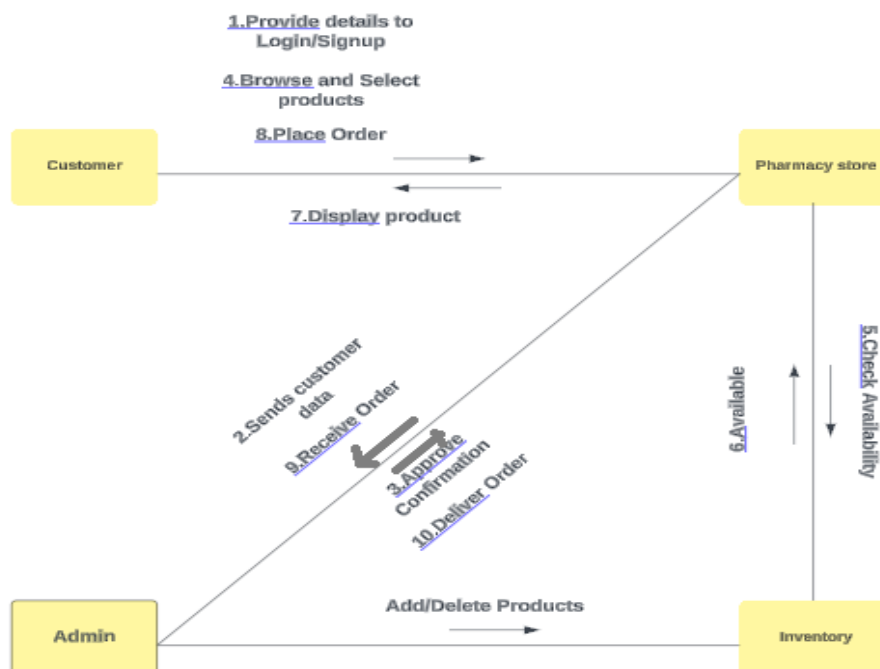 1.Provide details to
Login/Signup
4.Browse and Select
products
8.Place Order
Customer
Pharmacy store
7.Display product
2.Sends customer
data
9.Receive Order
3.Approve
Confirmation
10.Deliver Order
6.Available
5.Check Availability
Add/Delete Products
Admin
Inventory